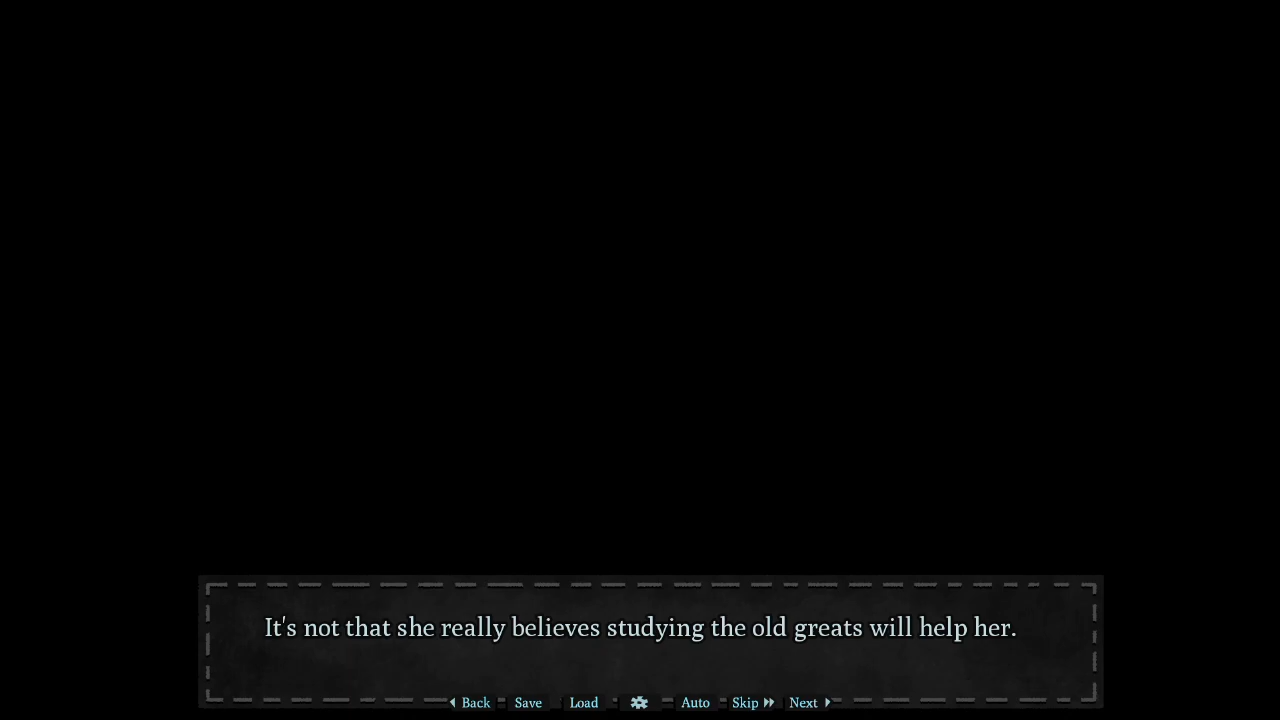 It's not that she really believes studying the old greats will help her.
Back Save Load Auto Skip Next